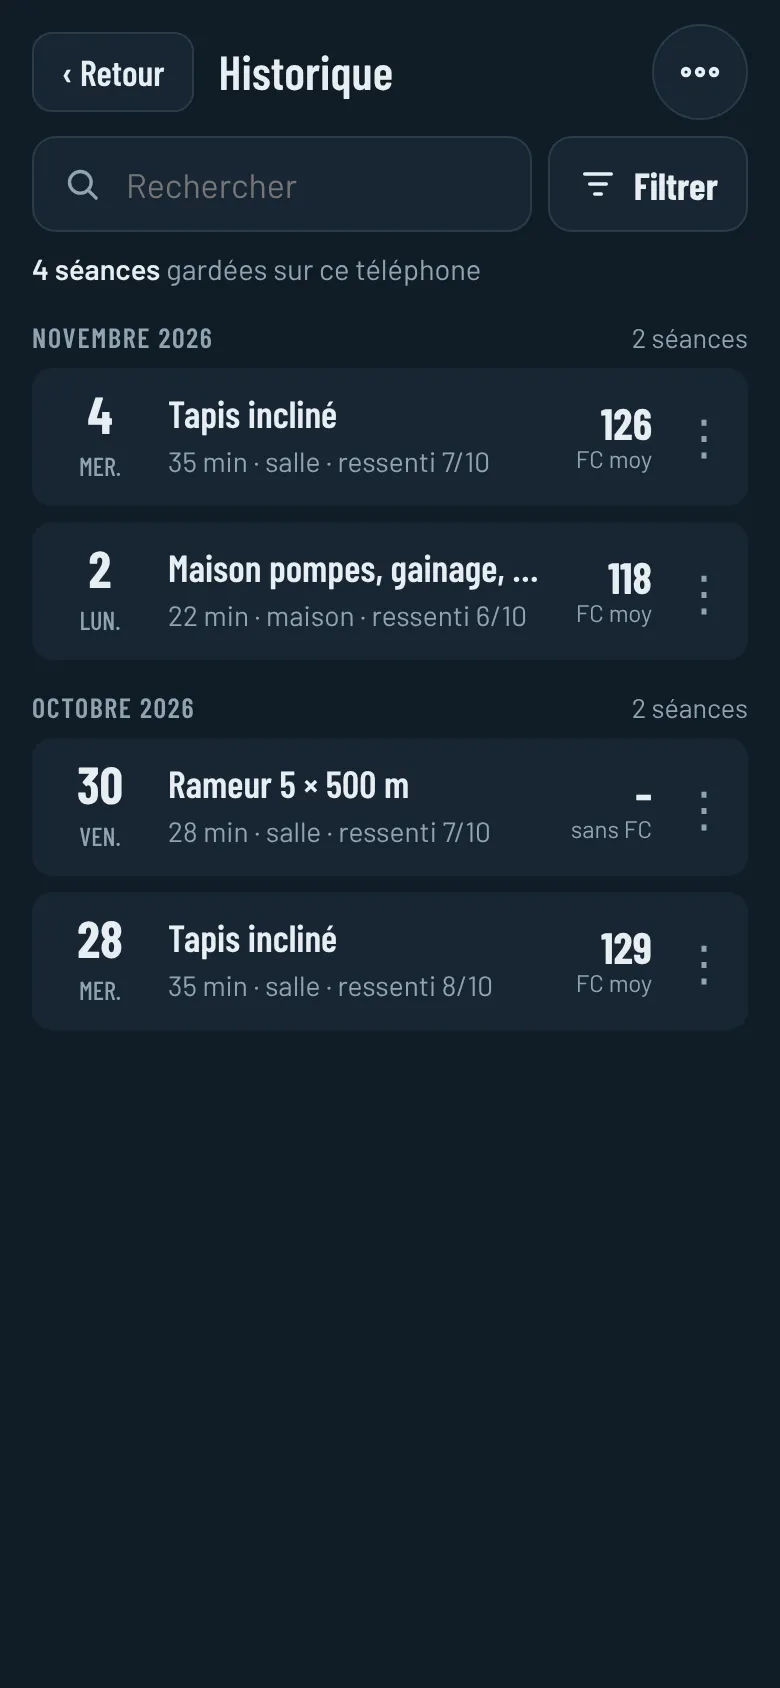 ‹ Retour
Historique
Rechercher
Filtrer
4 séances gardées sur ce téléphone
NOVEMBRE 2026
2 séances
4
MER.
Tapis incliné
35 min · salle · ressenti 7/10
126
FC moy
2
LUN.
Maison pompes, gainage, ...
22 min · maison · ressenti 6/10
118
FC moy
OCTOBRE 2026
2 séances
30
VEN.
Rameur 5 × 500 m
28 min · salle · ressenti 7/10
–
sans FC
28
MER.
Tapis incliné
35 min · salle · ressenti 8/10
129
FC moy